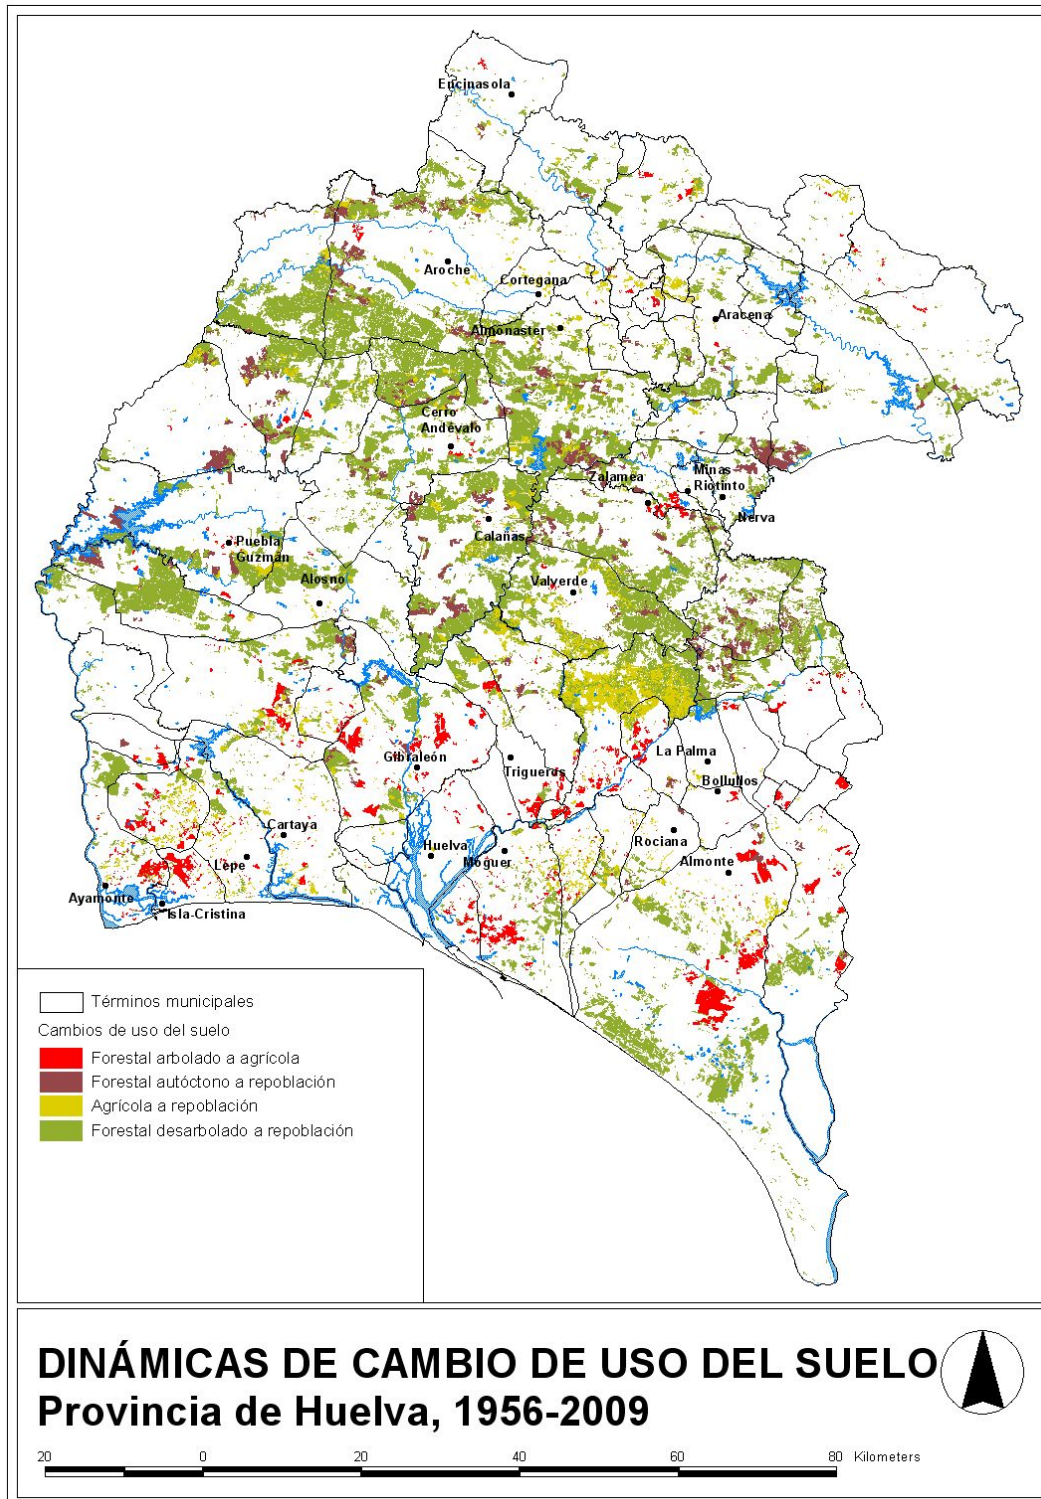 Encinasola
Aroche
Cortegana
Almonaster
Aracena
Cerro
Andévalo
Minas
Riotinto
Zalamea
Nerva
Calañas
Puebla
Guzmán
Alosno
Valverde
La Palma
Gibraleón
Trigueros
Bollullos
Cartaya
Rociana
Huelva
Moguer
Lepe
Almonte
Ayamonte
Isla-Cristina
Términos municipales
Cambios de uso del suelo
Forestal arbolado a agrícola
Forestal autóctono a repoblación
Agrícola a repoblación
Forestal desarbolado a repoblación
DINÁMICAS DE CAMBIO DE USO DEL SUELO
Provincia de Huelva, 1956-2009
20 0 20 40 60 80 Kilometers